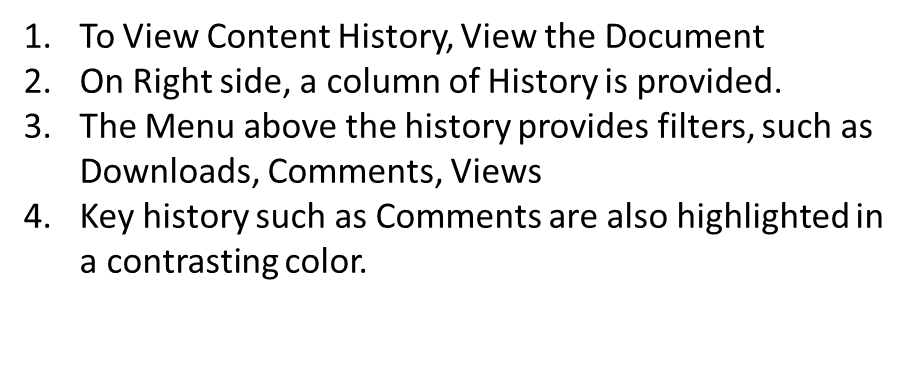 1. To View Content History, View the Document
2. On Right side, a column of History is provided.
3. The Menu above the history provides filters, such as
Downloads, Comments, Views
4. Key history such as Comments are also highlighted in
a contrasting color.